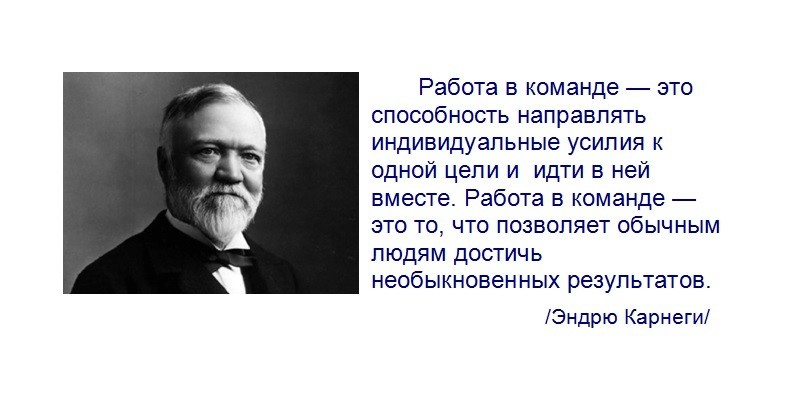 Работа в команде — это
способность направлять
индивидуальные усилия к
одной цели и  идти в ней
вместе. Работа в команде —
это то, что позволяет обычным
людям достичь
необыкновенных результатов.
/Эндрю Карнеги/